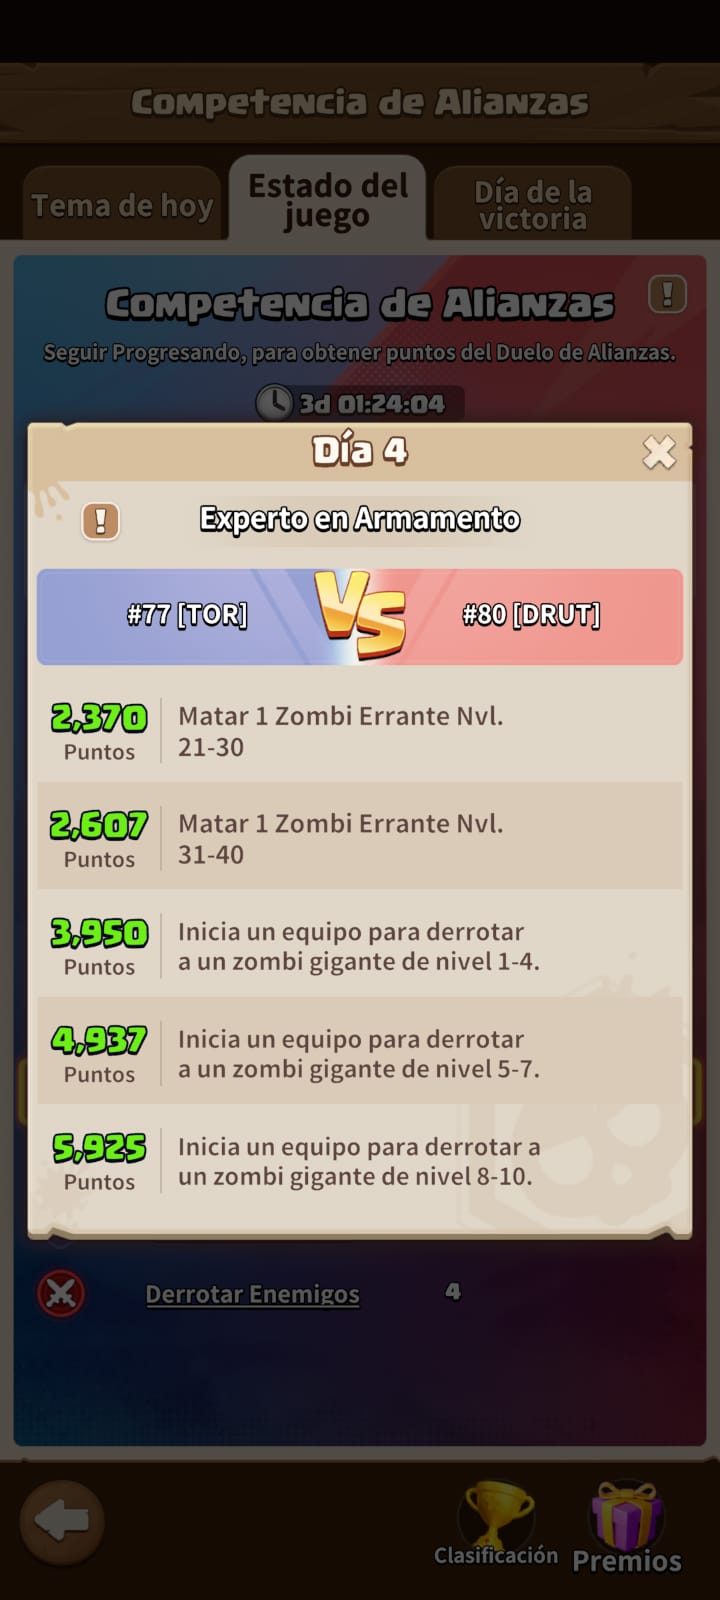 Competencia de Alianzas
Tema de hoy
Estado del
juego
Día de la
victoria
Competencia de Alianzas
!
Seguir Progresando, para obtener puntos del Duelo de Alianzas.
3d 01:24:04
Día 4
!
Experto en Armamento
#77 [TOR]
VS
#80 [DRUT]
2,370
Puntos
Matar 1 Zombi Errante Nvl.
21-30
2,607
Puntos
Matar 1 Zombi Errante Nvl.
31-40
3,950
Puntos
Inicia un equipo para derrotar
a un zombi gigante de nivel 1-4.
4,937
Puntos
Inicia un equipo para derrotar
a un zombi gigante de nivel 5-7.
5,925
Puntos
Inicia un equipo para derrotar a
un zombi gigante de nivel 8-10.
Derrotar Enemigos
4
Clasificación
Premios